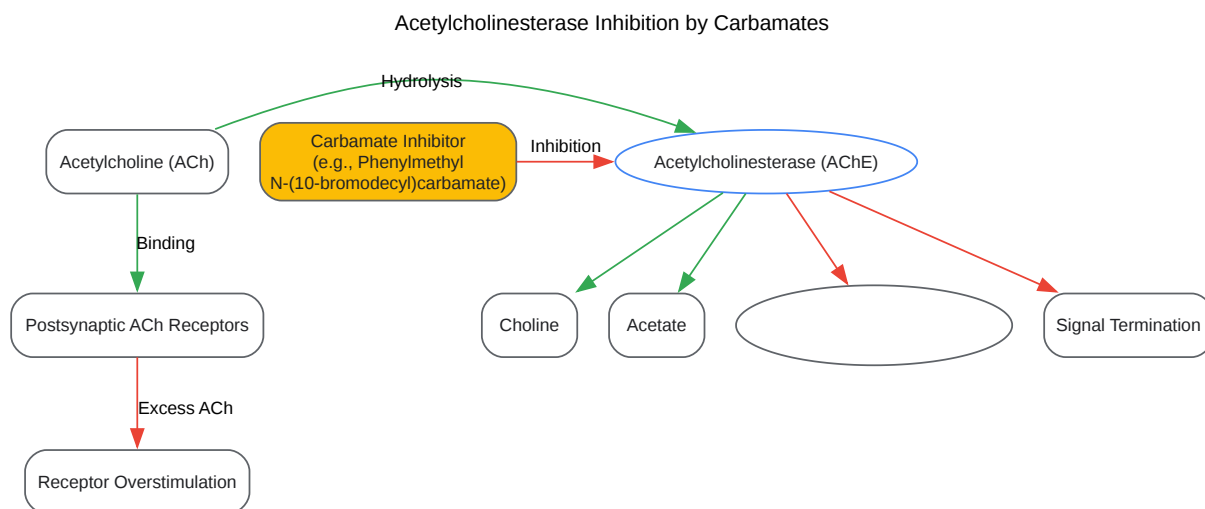 Acetylcholinesterase Inhibition by Carbamates
Hydrolysis
Acetylcholine (ACh)
Carbamate Inhibitor
(e.g., Phenylmethyl
N-(10-bromodecyl)carbamate)
Inhibition
Acetylcholinesterase (AChE)
Binding
Postsynaptic ACh Receptors
Choline
Acetate
Signal Termination
Excess ACh
Receptor Overstimulation